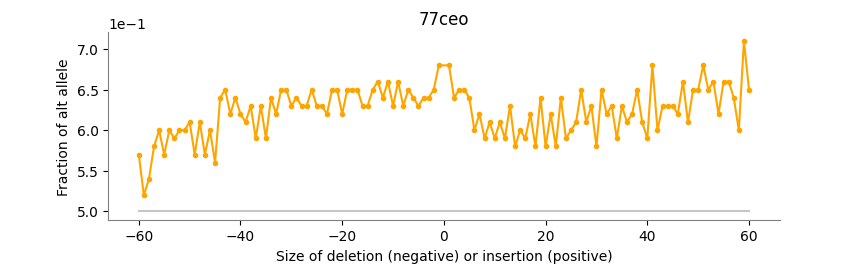 77ceo
1e−1
7.0
6.5
6.0
5.5
5.0
Fraction of alt allele
−60 −40 −20 0 20 40 60
Size of deletion (negative) or insertion (positive)